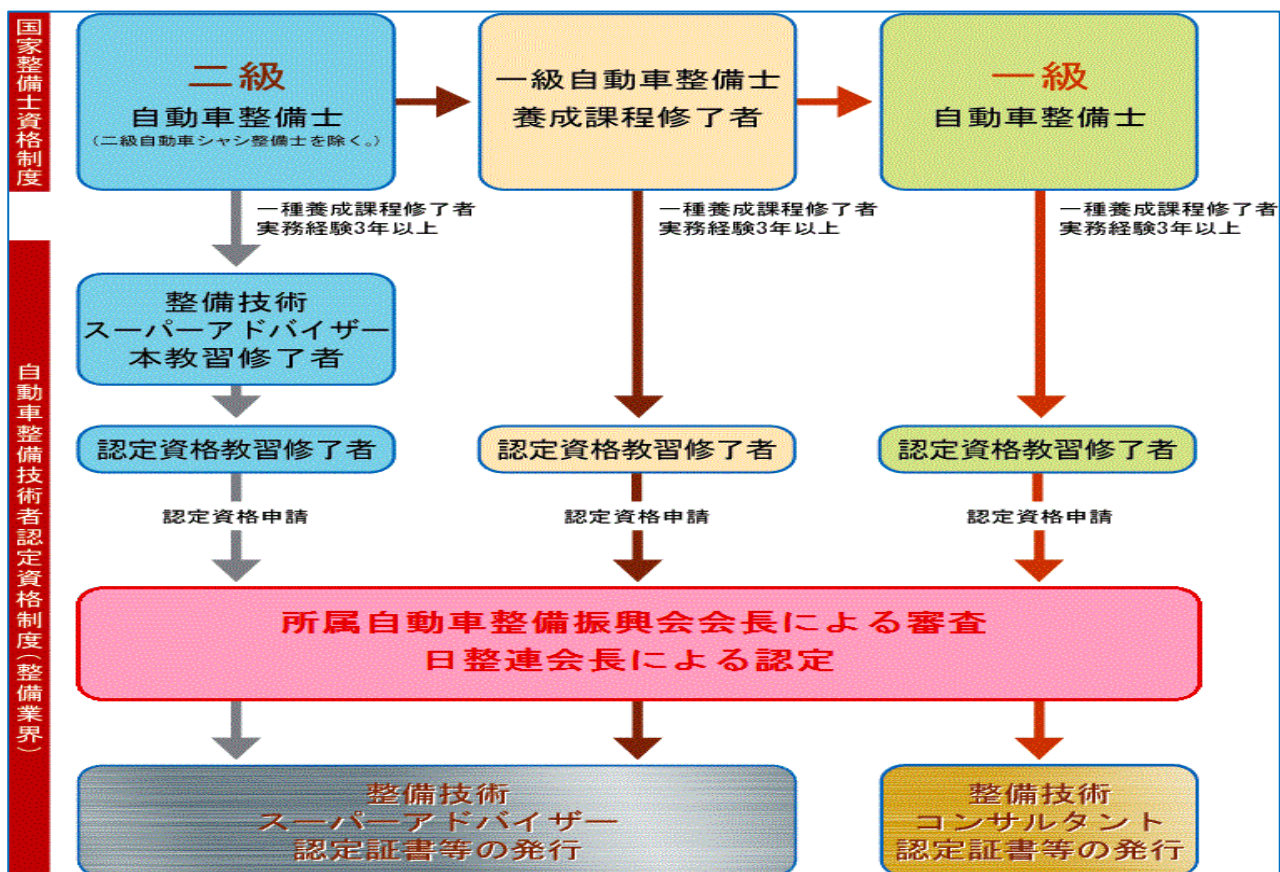 国家整備士資格制度
二級
自動車整備士
(二級自動車シャシ整備士を除く。)
一級自動車整備士
養成課程修了者
一級
自動車整備士
一種養成課程修了者
実務経験3年以上
一種養成課程修了者
実務経験3年以上
一種養成課程修了者
実務経験3年以上
自動車整備技術者認定資格制度(整備業界)
整備技術
スーパーアドバイザー
本教習修了者
認定資格教習修了者
認定資格教習修了者
認定資格教習修了者
認定資格申請
認定資格申請
認定資格申請
所属自動車整備振興会会長による審査
日整連会長による認定
整備技術
スーパーアドバイザー
認定証書等の発行
整備技術
コンサルタント
認定証書等の発行